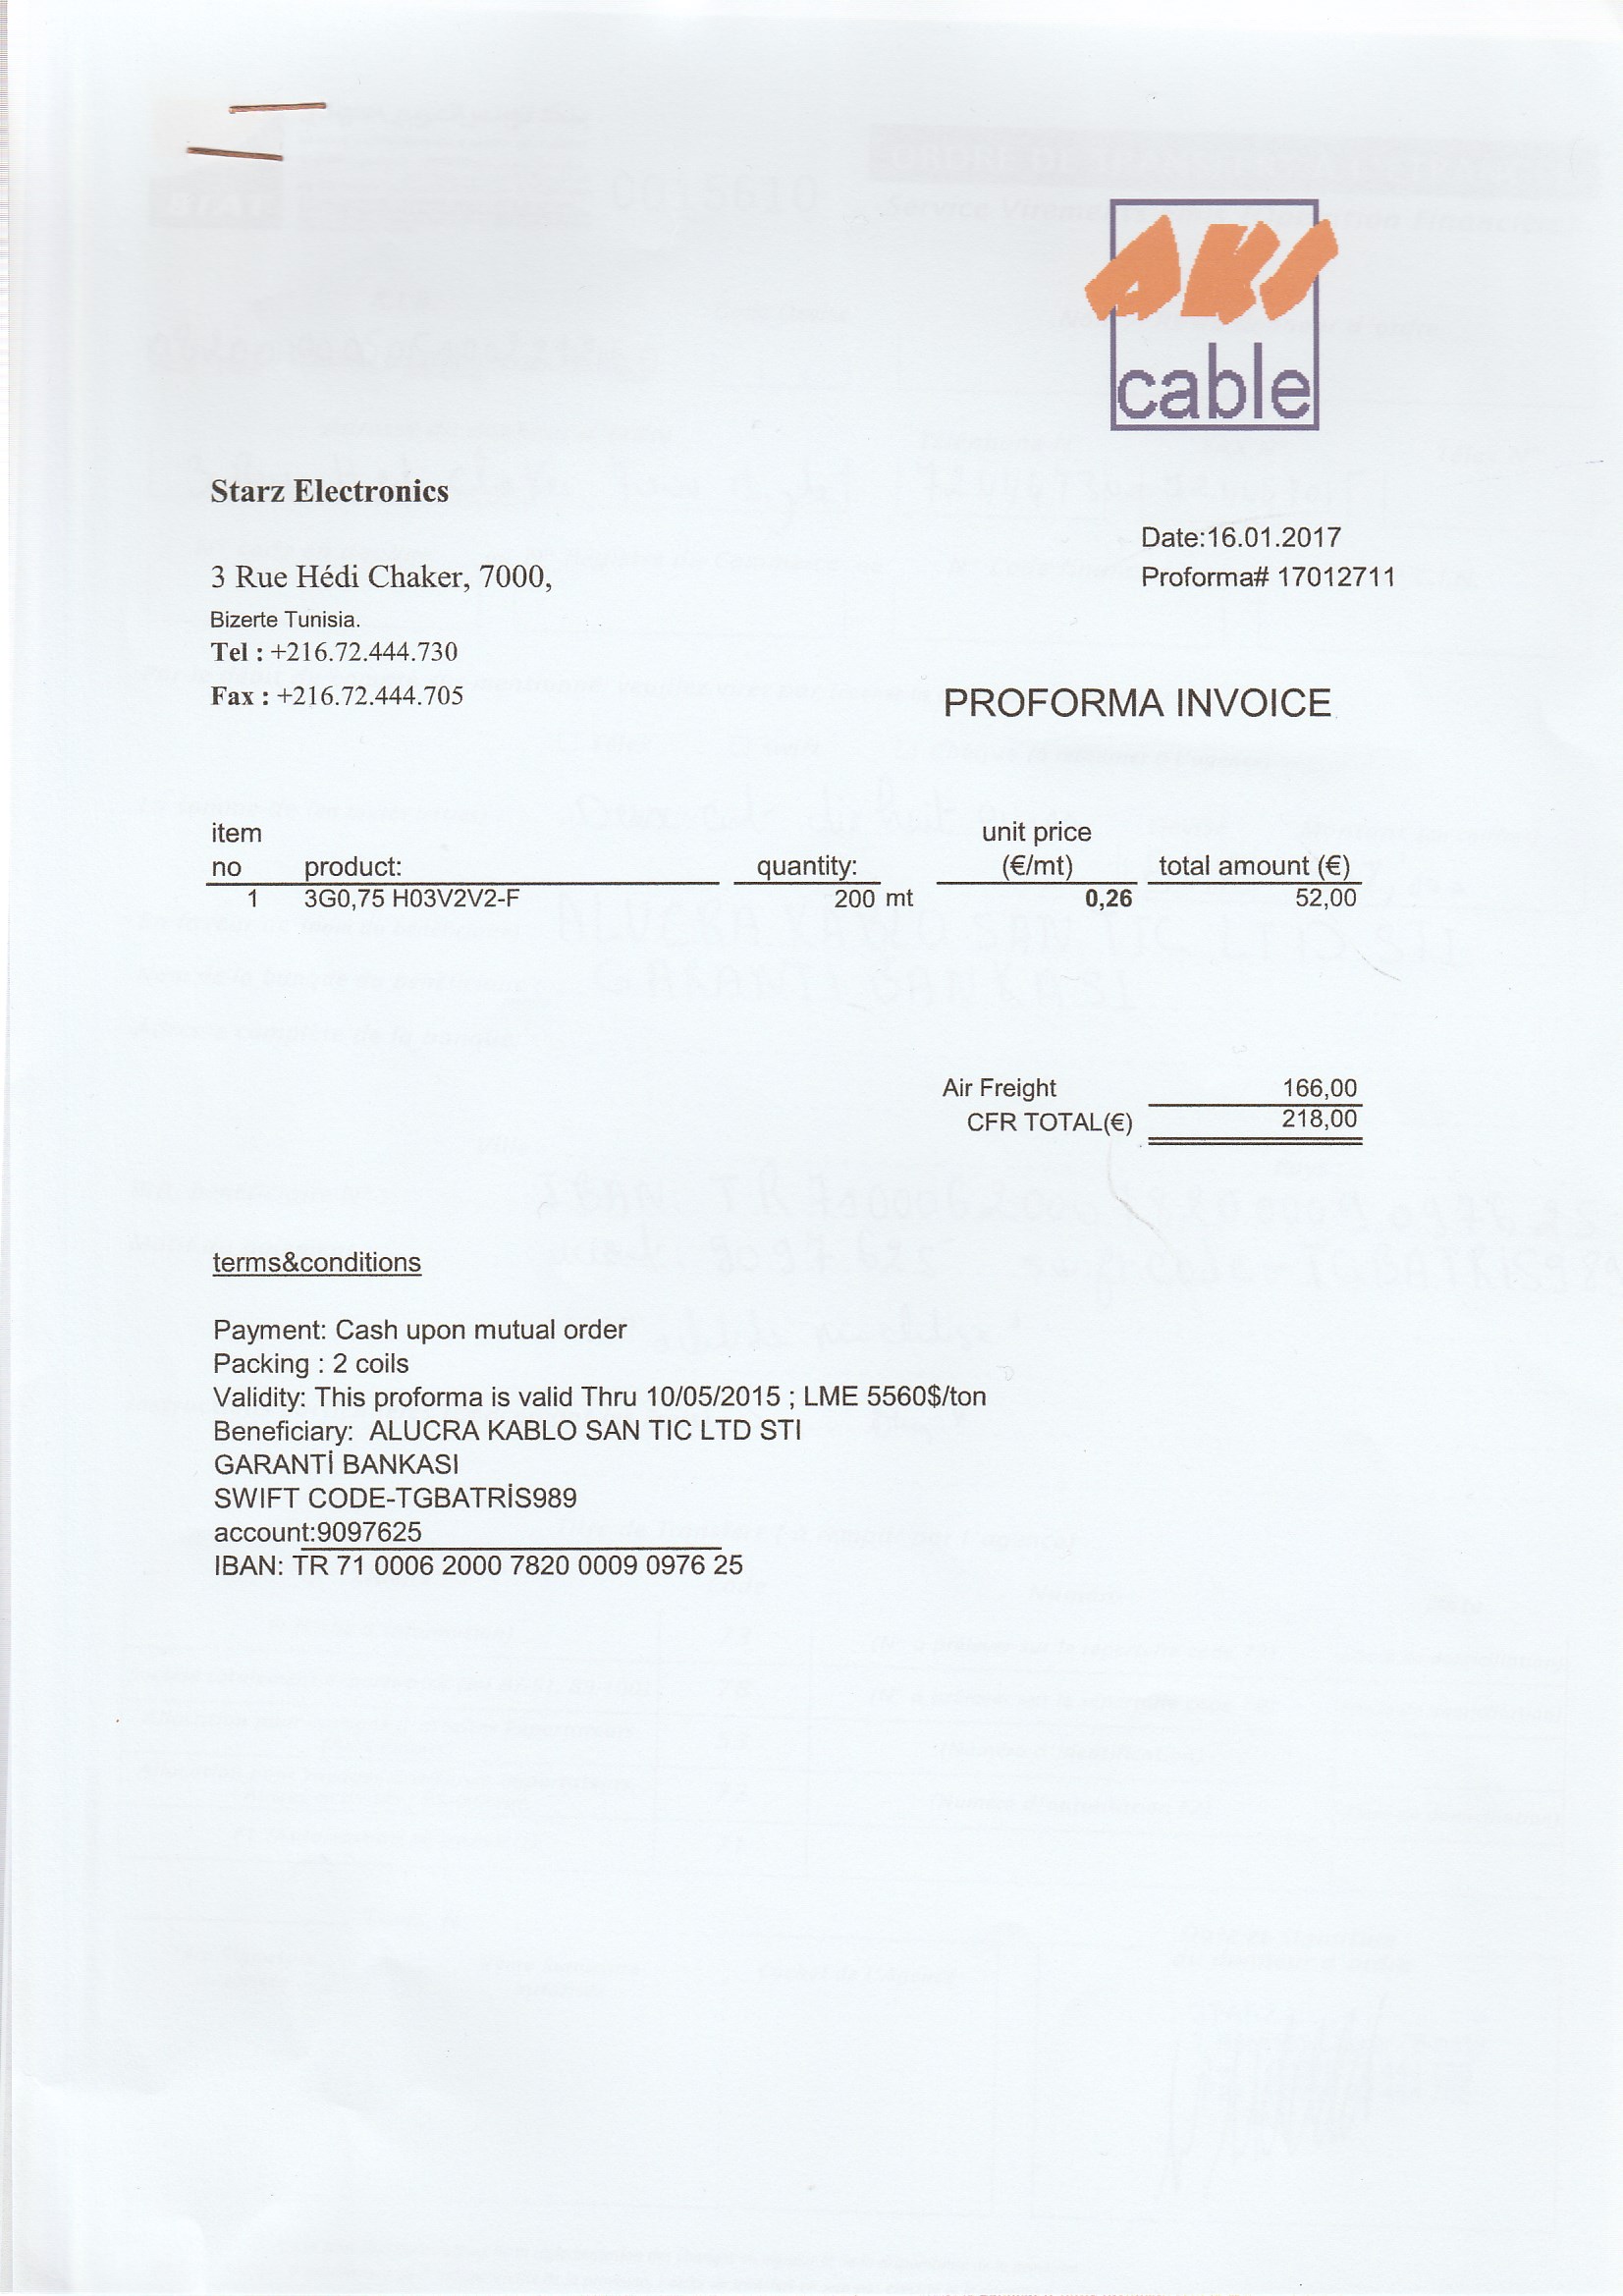 AKS
cable
Starz Electronics
Date:16.01.2017
3 Rue Hédi Chaker, 7000,
Proforma# 17012711
Bizerte Tunisia.
Tel : +216.72.444.730
Fax : +216.72.444.705
PROFORMA INVOICE
item no product: quantity: unit price (€/mt) total amount (€)
1 3G0,75 H03V2V2-F 200 mt 0,26 52,00
Air Freight 166,00
CFR TOTAL(€) 218,00
terms&conditions
Payment: Cash upon mutual order
Packing : 2 coils
Validity: This proforma is valid Thru 10/05/2015 ; LME 5560$/ton
Beneficiary: ALUCRA KABLO SAN TIC LTD STI
GARANTİ BANKASI
SWIFT CODE-TGBATRİS989
account:9097625
IBAN: TR 71 0006 2000 7820 0009 0976 25